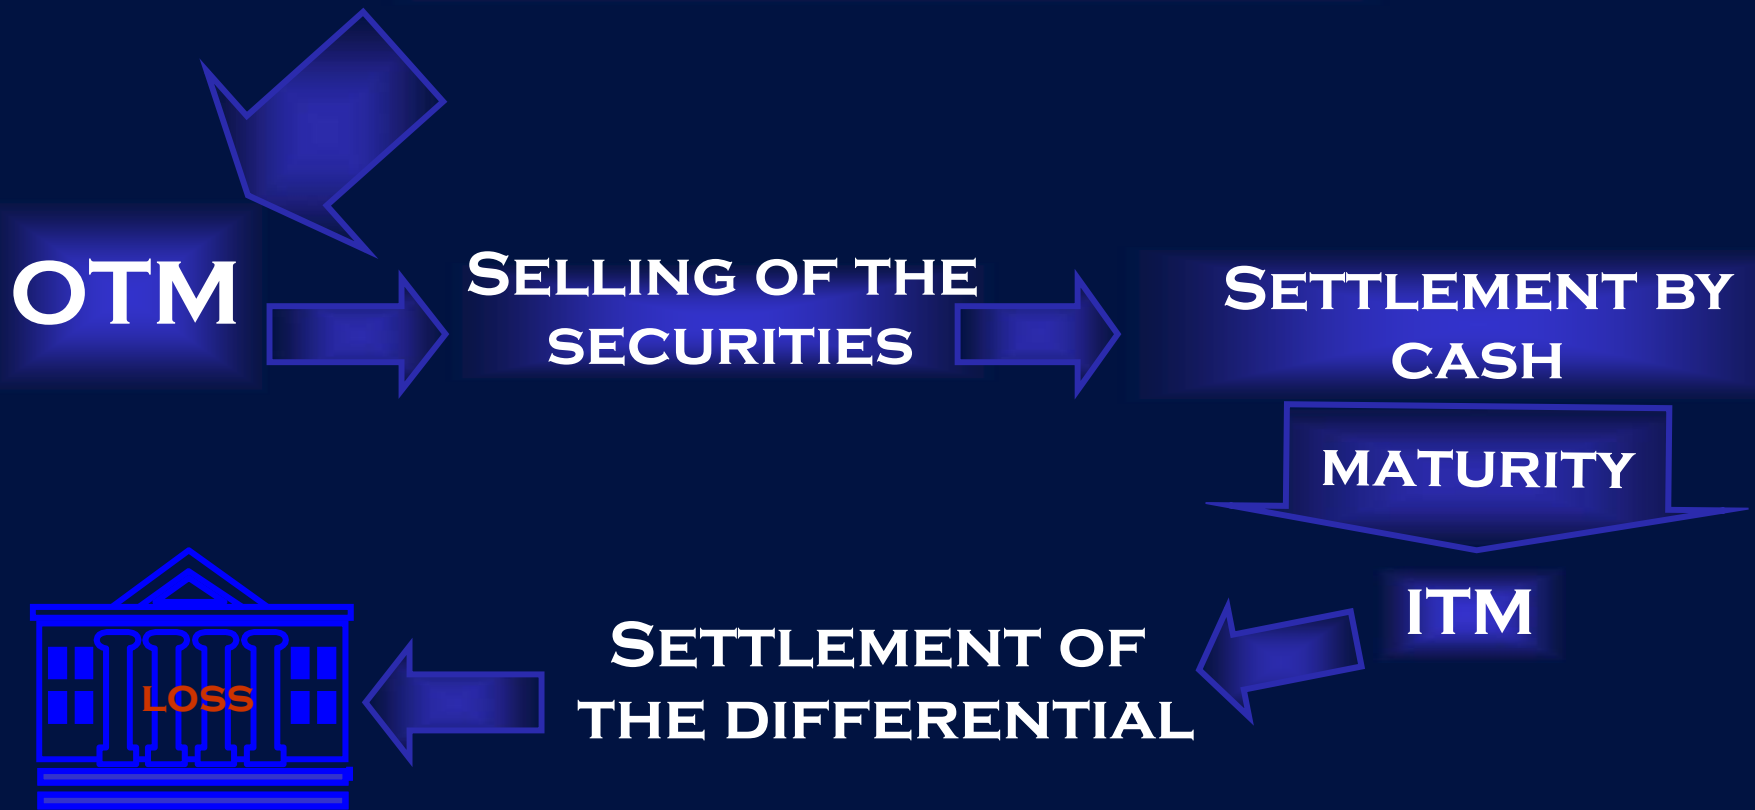 OTM
SELLING OF THE
SECURITIES
SETTLEMENT BY
CASH
MATURITY
ITM
SETTLEMENT OF
THE DIFFERENTIAL
LOSS